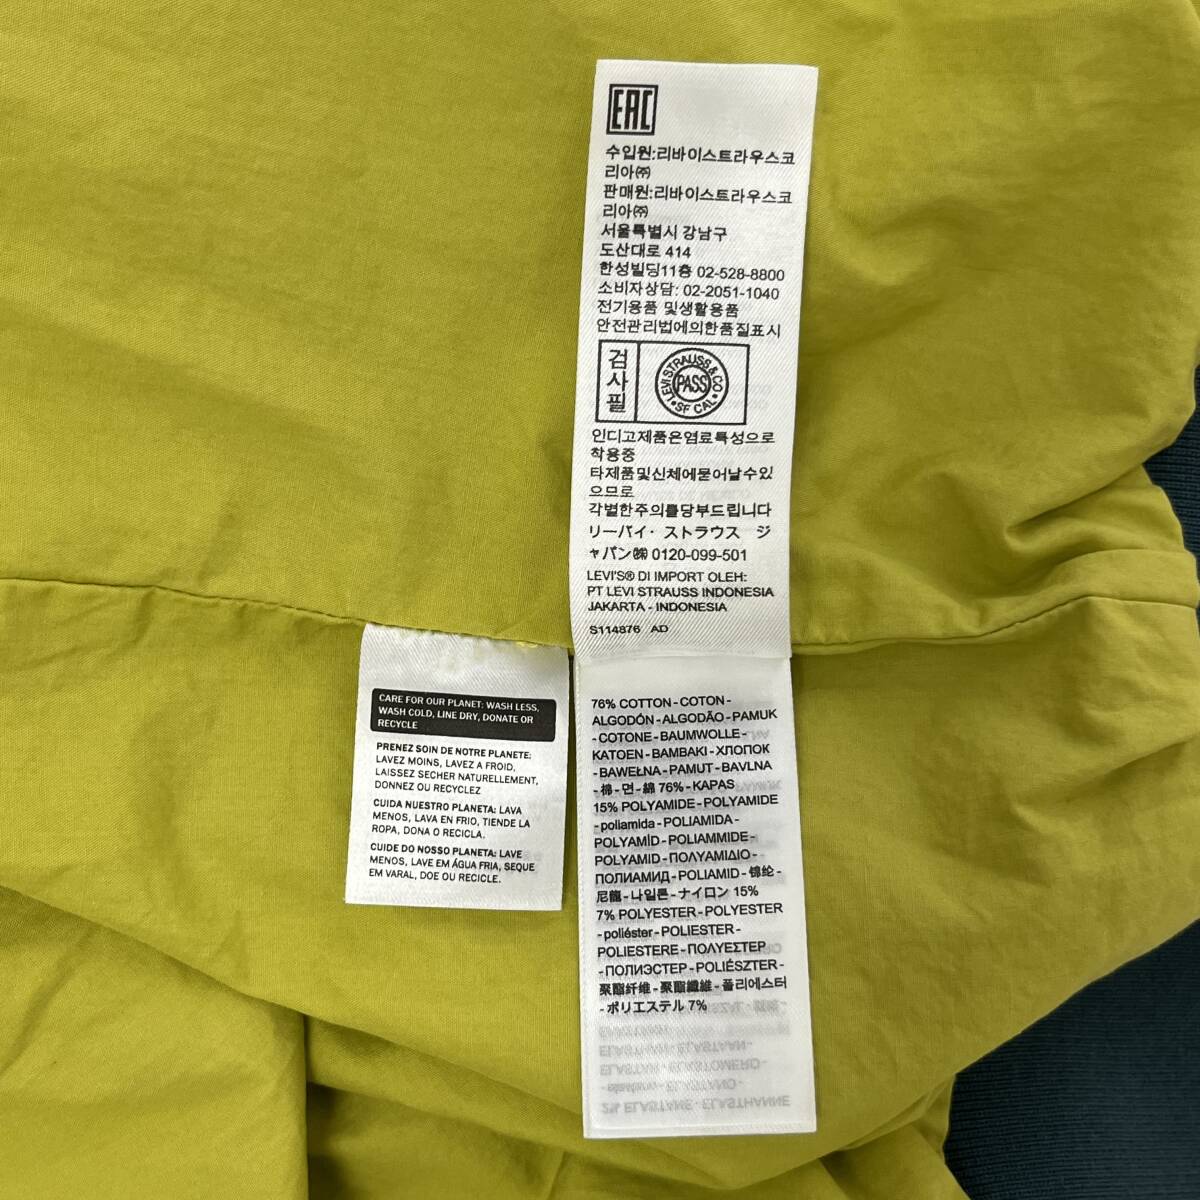 EAC
수입원:리바이스트라우스코
리아㈜
판매원:리바이스트라우스코
리아㈜
서울특별시 강남구
도산대로 414
한성빌딩11층 02-528-8800
소비자상담: 02-2051-1040
전기용품 및생활용품
안전관리법에의한품질표시
검
사
필
LEVI STRAUSS & CO
PASS
SF CAL
인디고제품은염료특성으로
착용중
타제품및신체에묻어날수있
으므로
각별한주의를당부드립니다
リーバイ・ストラウス ジ
ャパン㈱ 0120-099-501
LEVI'S® DI IMPORT OLEH:
PT LEVI STRAUSS INDONESIA
JAKARTA - INDONESIA
S114876 AD
CARE FOR OUR PLANET: WASH LESS,
WASH COLD, LINE DRY, DONATE OR
RECYCLE
PRENEZ SOIN DE NOTRE PLANETE:
LAVEZ MOINS, LAVEZ A FROID,
LAISSEZ SECHER NATURELLEMENT,
DONNEZ OU RECYCLEZ
CUIDA NUESTRO PLANETA: LAVA
MENOS, LAVA EN FRIO, TIENDE LA
ROPA, DONA O RECICLA.
CUIDE DO NOSSO PLANETA: LAVE
MENOS, LAVE EM ÁGUA FRIA, SEQUE
EM VARAL, DOE OU RECICLE.
76% COTTON - COTON -
ALGODÓN - ALGODÃO - PAMUK
- COTONE - BAUMWOLLE -
KATOEN - ΒΑΜΒΑΚΙ - ХЛОПОК
- BAWEŁNA - PAMUT - BAVLNA
- 棉 - 면 - 綿 76% - KAPAS
15% POLYAMIDE - POLYAMIDE
- poliamida - POLIAMIDA -
POLYAMİD - POLIAMMIDE -
POLYAMID - ΠΟΛΥΑΜΙΔΙΟ -
ПОЛИАМИД - POLIAMID - 锦纶 -
尼龍 - 나일론 - ナイロン 15%
7% POLYESTER - POLYESTER
- poliéster - POLIESTER -
POLIESTERE - ΠΟΛΥΕΣΤΕΡ
- ПОЛИЭСТЕР - POLIÉSZTER -
聚酯纤维 - 聚酯纖維 - 폴리에스터
- ポリエステル 7%